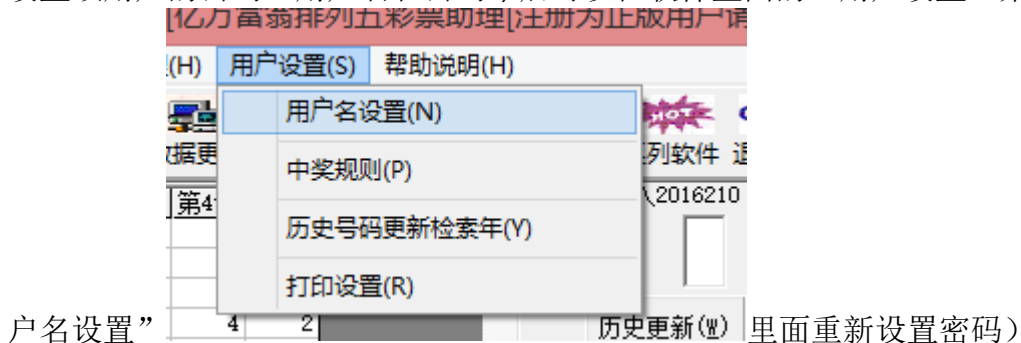 [亿万富翁排列五彩票助理[注册为正版用户请
(H) 用户设置(S) 帮助说明(H)
用户名设置(N)
据更 列软件
中奖规则(P)
第4 2016210
历史号码更新检索年(Y)
打印设置(R)
户名设置” 4 2 历史更新(W) 里面重新设置密码)